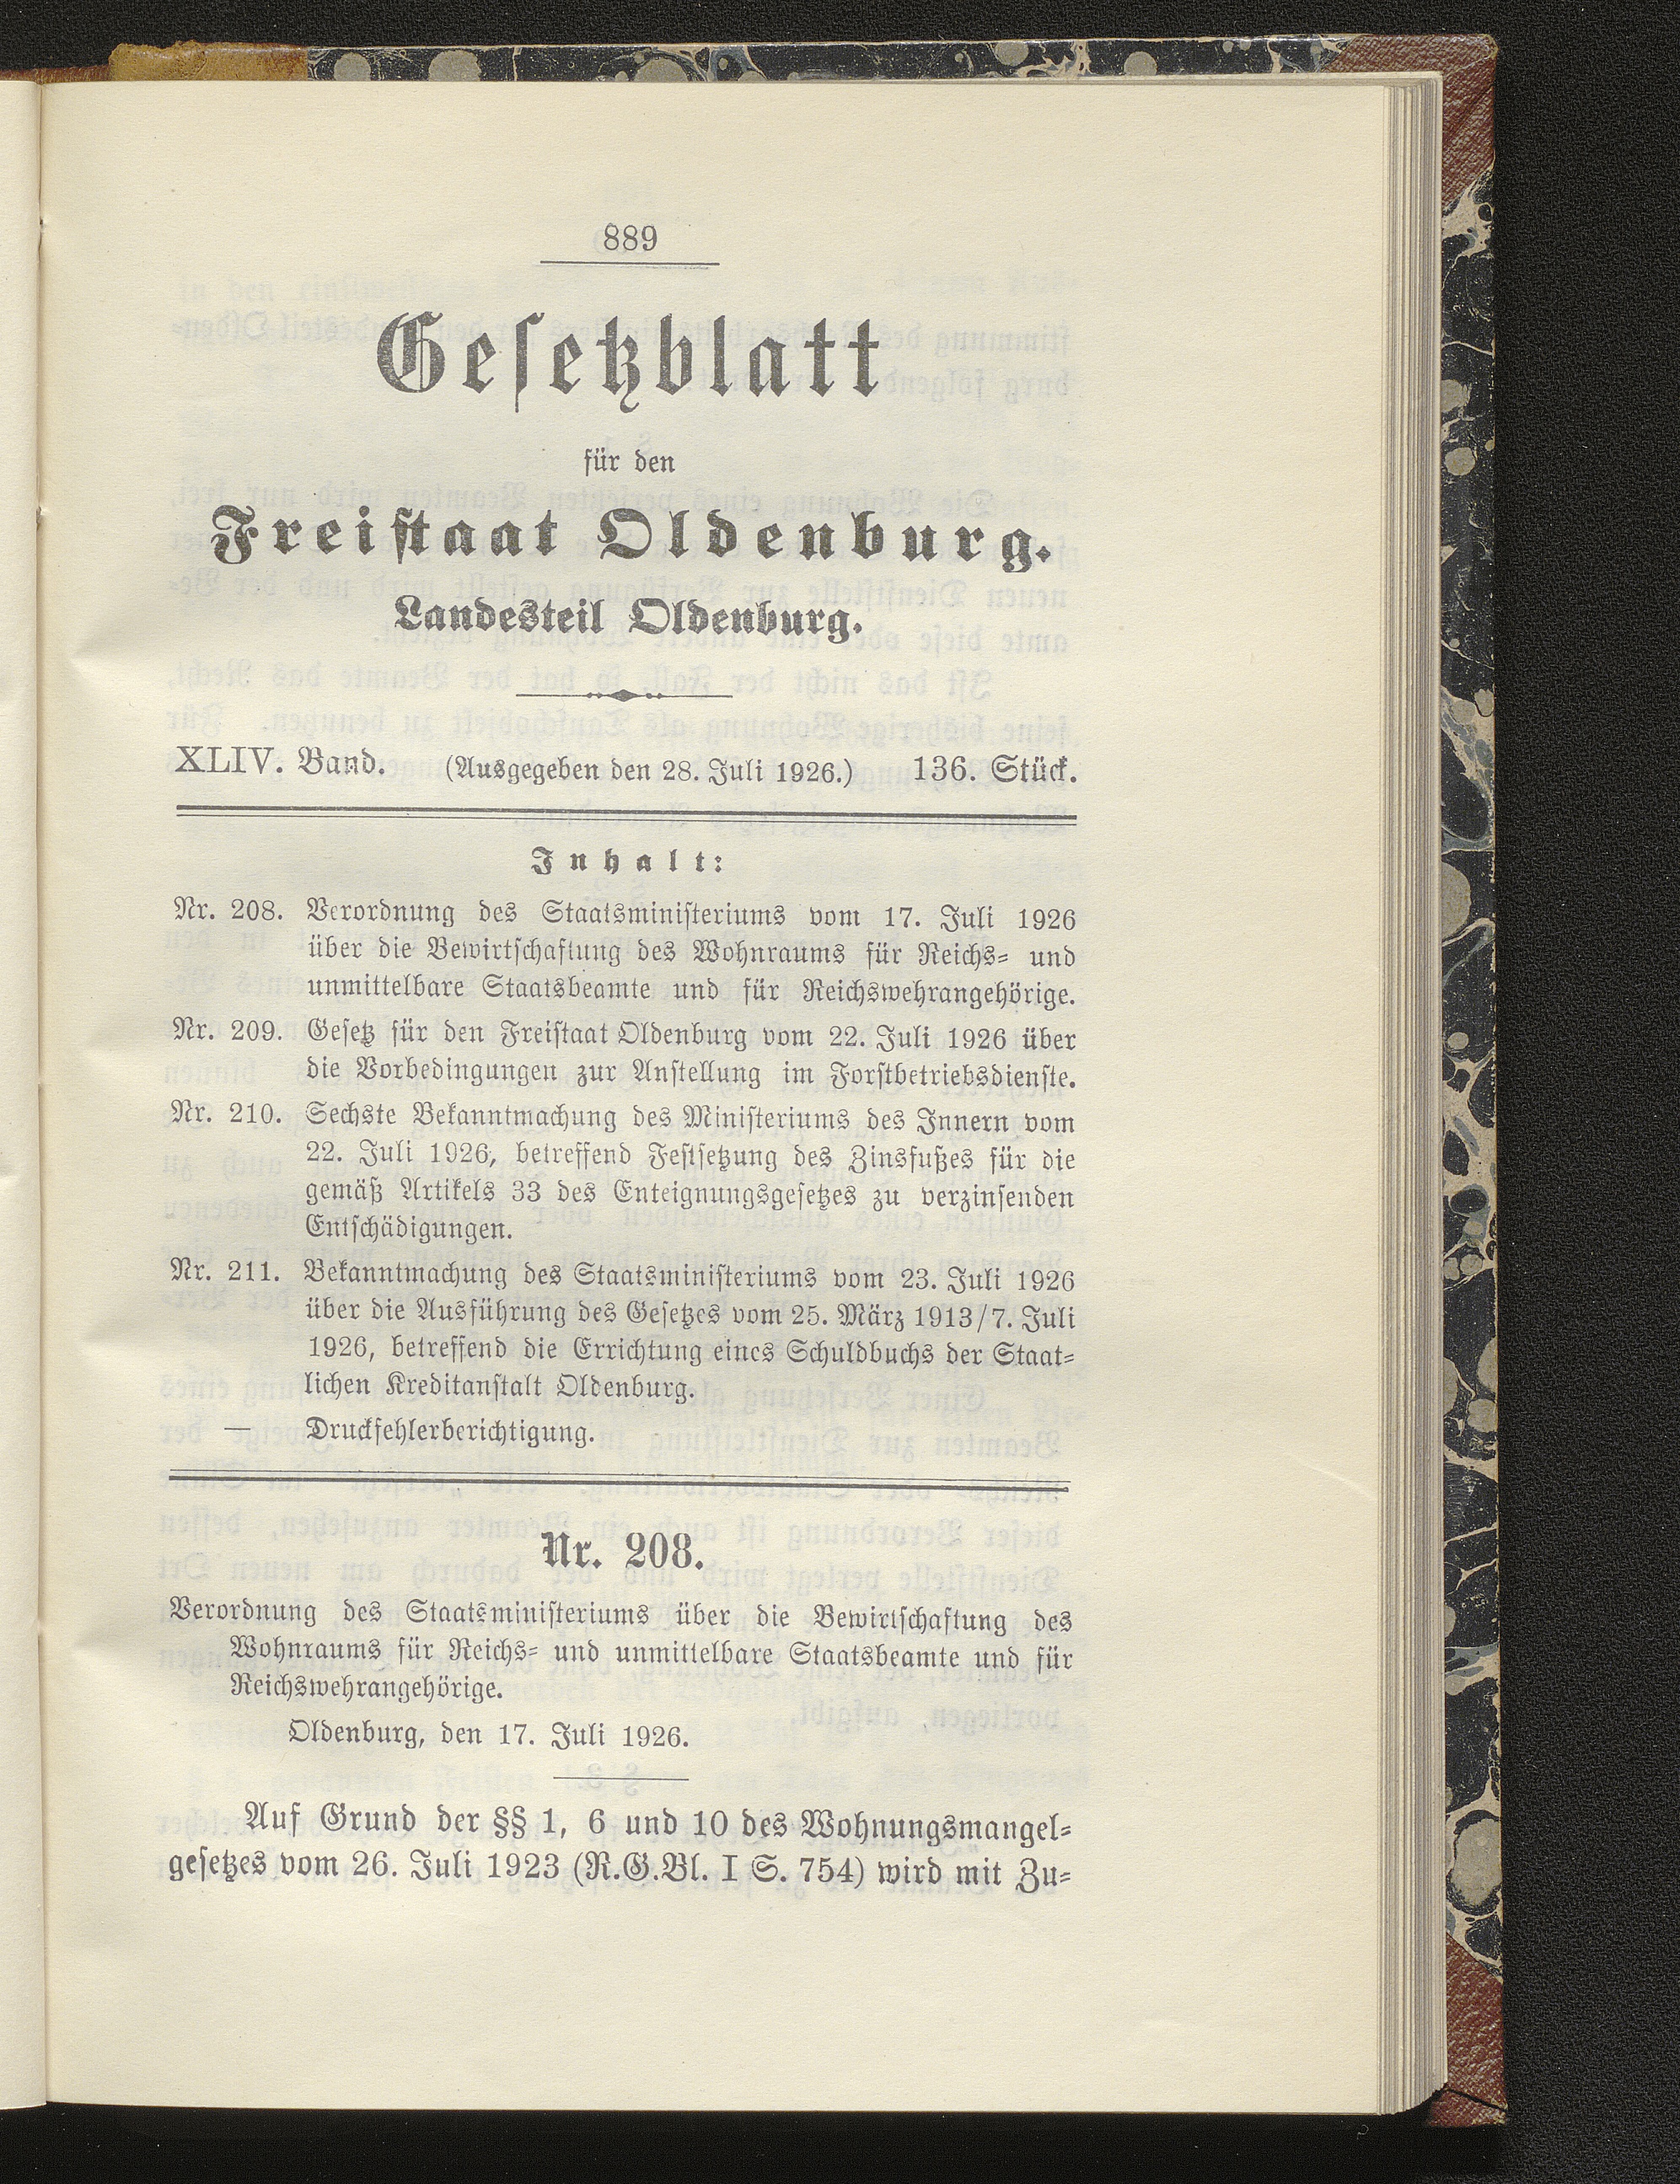 889
Gesetzblatt
für den
Freistaat Oldenburg.
Landesteil Oldenburg.
XLIV. Band. (Ausgegeben den 28. Juli 1926.) 136. Stück.
Inhalt:
Nr. 208. Verordnung des Staatsministeriums vom 17. Juli 1926
über die Bewirtschaftung des Wohnraums für Reichs- und
unmittelbare Staatsbeamte und für Reichswehrangehörige.
Nr. 209. Gesetz für den Freistaat Oldenburg vom 22. Juli 1926 über
die Vorbedingungen zur Anstellung im Forstbetriebsdienste.
Nr. 210. Sechste Bekanntmachung des Ministeriums des Innern vom
22. Juli 1926, betreffend Festsetzung des Zinsfußes für die
gemäß Artikels 33 des Enteignungsgesetzes zu verzinsenden
Entschädigungen.
Nr. 211. Bekanntmachung des Staatsministeriums vom 23. Juli 1926
über die Ausführung des Gesetzes vom 25. März 1913/7. Juli
1926, betreffend die Errichtung eines Schuldbuchs der Staat-
lichen Kreditanstalt Oldenburg.
— Druckfehlerberichtigung.
Nr. 208.
Verordnung des Staatsministeriums über die Bewirtschaftung des
Wohnraums für Reichs- und unmittelbare Staatsbeamte und für
Reichswehrangehörige.
Oldenburg, den 17. Juli 1926.
Auf Grund der §§ 1, 6 und 10 des Wohnungsmangel-
gesetzes vom 26. Juli 1923 (R.G.Bl. I S. 754) wird mit Zu-